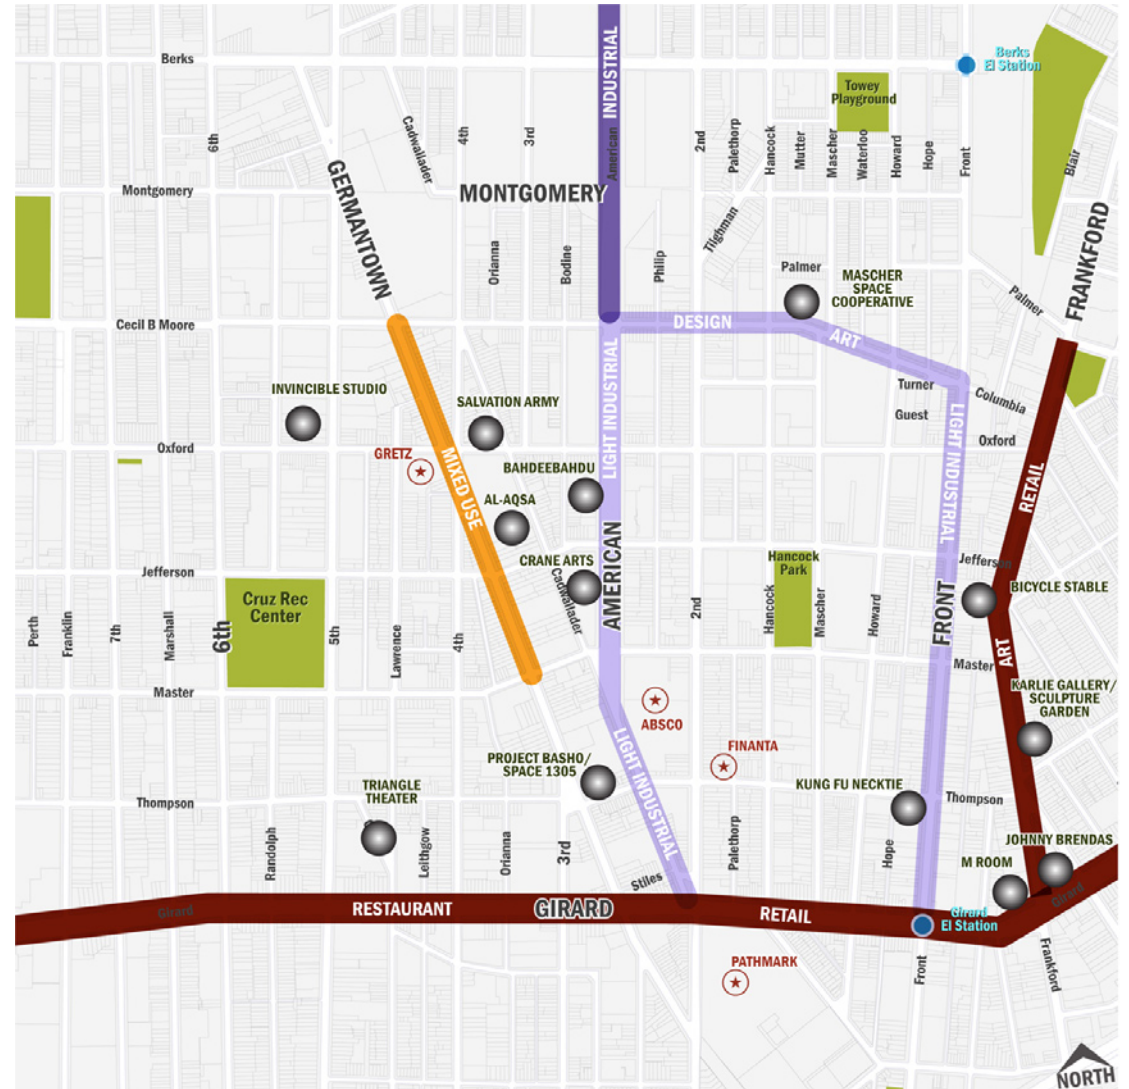 Berks
INDUSTRIAL
American
Berks
El Station
Towey
Playground
6th
Cadwallader
4th
3rd
2nd
Palethorp
Hancock
Mutter
Mascher
Waterloo
Howard
Hope
Front
Blair
Montgomery
GERMANTOWN
MONTGOMERY
Tilghman
FRANKFORD
Orianna
Bodine
Philip
Palmer
MASCHER
SPACE
COOPERATIVE
Palmer
Cecil B Moore
DESIGN
ART
INVINCIBLE STUDIO
SALVATION ARMY
LIGHT INDUSTRIAL
Turner
Guest
Columbia
LIGHT INDUSTRIAL
Oxford
Oxford
GRETZ
MIXED USE
BAHDEEBAHDU
AL-AQSA
RETAIL
CRANE ARTS
AMERICAN
Cadwallader
Hancock
Park
Jefferson
Jefferson
BICYCLE STABLE
Cruz Rec
Center
Perth
Franklin
7th
Marshall
6th
5th
Lawrence
4th
2nd
Hancock
Mascher
Howard
FRONT
ART
Master
Master
KARLIE GALLERY/
SCULPTURE
GARDEN
ABSCO
LIGHT INDUSTRIAL
FINANTA
PROJECT BASHO/
SPACE 1305
TRIANGLE
THEATER
KUNG FU NECKTIE
Thompson
Thompson
Randolph
Leithgow
Orianna
3rd
Palethorp
Hope
JOHNNY BRENDAS
M ROOM
Stiles
Girard
RESTAURANT
GIRARD
RETAIL
Girard
Girard
El Station
PATHMARK
Front
Frankford
NORTH